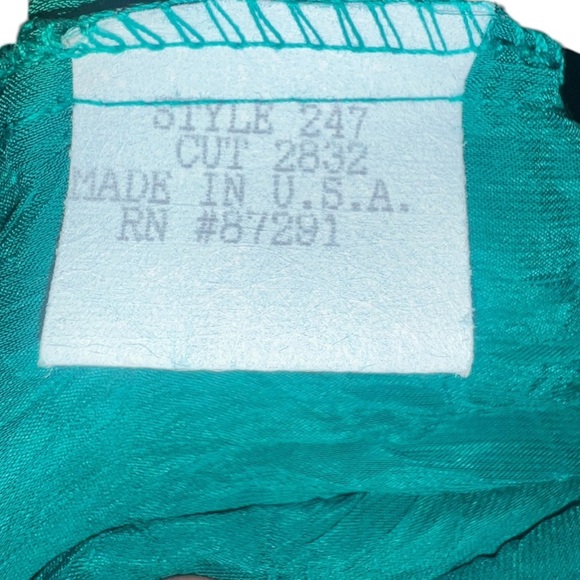 STYLE 247
CUT 2832
MADE IN U.S.A.
RN #87291